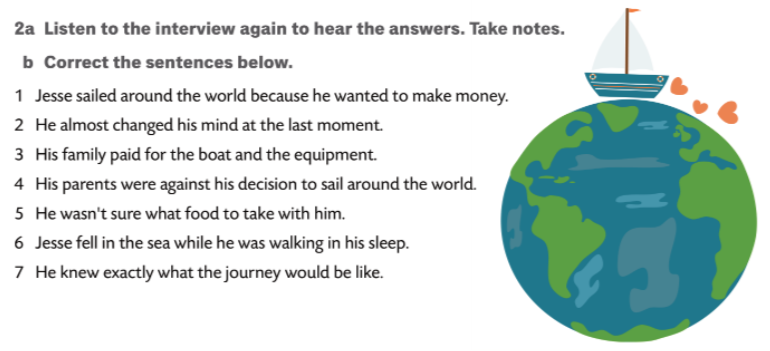 2a Listen to the interview again to hear the answers. Take notes.
b Correct the sentences below.
1 Jesse sailed around the world because he wanted to make money.
2 He almost changed his mind at the last moment.
3 His family paid for the boat and the equipment.
4 His parents were against his decision to sail around the world.
5 He wasn't sure what food to take with him.
6 Jesse fell in the sea while he was walking in his sleep.
7 He knew exactly what the journey would be like.